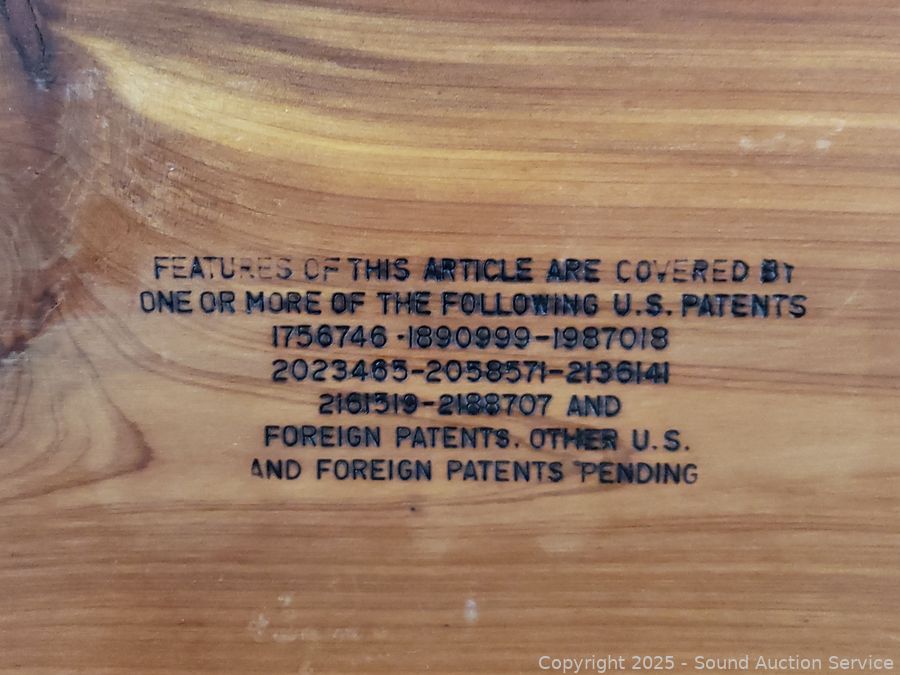 FEATURES OF THIS ARTICLE ARE COVERED BY
ONE OR MORE OF THE FOLLOWING U.S. PATENTS
1756746-1890999-1987018
2023465-2058571-2136141
2161519-2188707 AND
FOREIGN PATENTS. OTHER U.S.
AND FOREIGN PATENTS PENDING
Copyright 2025 - Sound Auction Service